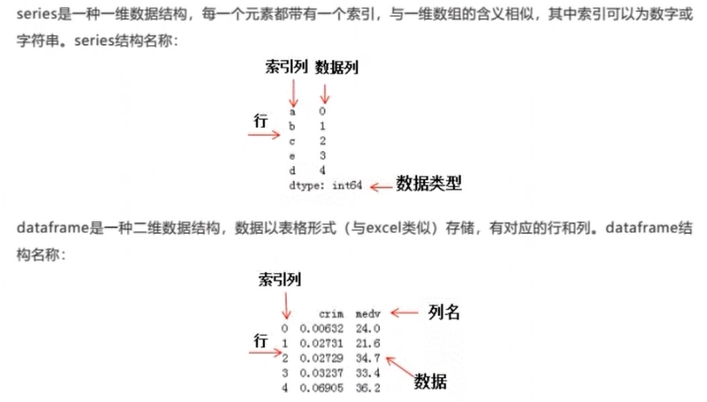 series是一种一维数据结构，每一个元素都带有一个索引，与一维数组的含义相似，其中索引可以为数字或
字符串。series结构名称：
索引列 数据列
a 0
行
b 1
c 2
e 3
d 4
dtype: int64
数据类型
dataframe是一种二维数据结构，数据以表格形式（与excel类似）存储，有对应的行和列。dataframe结
构名称：
索引列
crim medv
列名
0 0.00632 24.0
行
1 0.02731 21.6
2 0.02729 34.7
3 0.03237 33.4
数据
4 0.06905 36.2